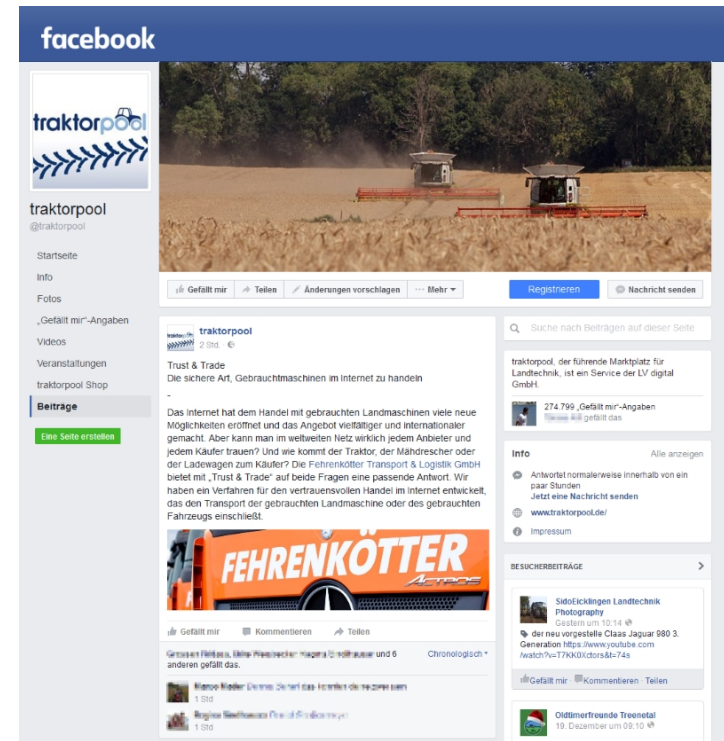 facebook
traktorpool
traktorpool
@traktorpool
Startseite
Info
Fotos
„Gefällt mir“-Angaben
Videos
Veranstaltungen
traktorpool Shop
Beiträge
Eine Seite erstellen
Gefällt mir
Teilen
Änderungen vorschlagen
··· Mehr
Registrieren
Nachricht senden
traktorpool
traktorpool
2 Std.
Trust & Trade
Die sichere Art, Gebrauchtmaschinen im Internet zu handeln
-
Das Internet hat dem Handel mit gebrauchten Landmaschinen viele neue
Möglichkeiten eröffnet und das Angebot vielfältiger und internationaler
gemacht. Aber kann man im weltweiten Netz wirklich jedem Anbieter und
jedem Käufer trauen? Und wie kommt der Traktor, der Mähdrescher oder
der Ladewagen zum Käufer? Die Fehrenkötter Transport & Logistik GmbH
bietet mit „Trust & Trade“ auf beide Fragen eine passende Antwort. Wir
haben ein Verfahren für den vertrauensvollen Handel im Internet entwickelt,
das den Transport der gebrauchten Landmaschine oder des gebrauchten
Fahrzeugs einschließt.
FEHRENKÖTTER
ACTROS
Gefällt mir
Kommentieren
Teilen
und 6
anderen gefällt das.
Chronologisch
1 Std
1 Std
Suche nach Beiträgen auf dieser Seite
traktorpool, der führende Marktplatz für
Landtechnik, ist ein Service der LV digital
GmbH.
274.799 „Gefällt mir“-Angaben
gefällt das
Info
Alle anzeigen
Antwortet normalerweise innerhalb von ein
paar Stunden
Jetzt eine Nachricht senden
www.traktorpool.de/
Impressum
BESUCHERBEITRÄGE
SidoEicklingen Landtechnik
Photography
Gestern um 10:14
der neu vorgestelle Claas Jaguar 980 3.
Generation https://www.youtube.com
/watch?v=T7KK0Xctors&t=74s
Gefällt mir · Kommentieren · Teilen
Oldtimerfreunde Treenetal
19. Dezember um 09:10